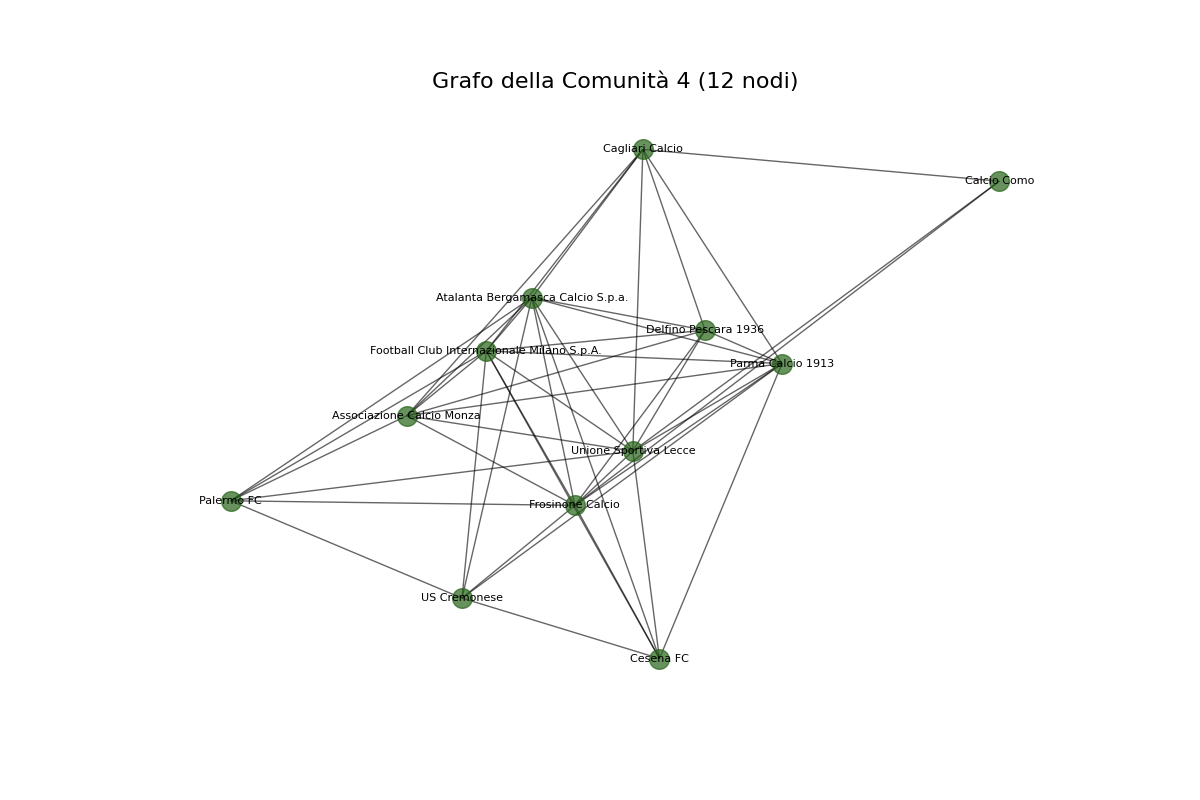 Grafo della Comunità 4 (12 nodi)
Cagliari Calcio
Calcio Como
Atalanta Bergamasca Calcio S.p.a.
Delfino Pescara 1936
Football Club Internazionale Milano S.p.A.
Parma Calcio 1913
Associazione Calcio Monza
Unione Sportiva Lecce
Palermo FC
Frosinone Calcio
US Cremonese
Cesena FC